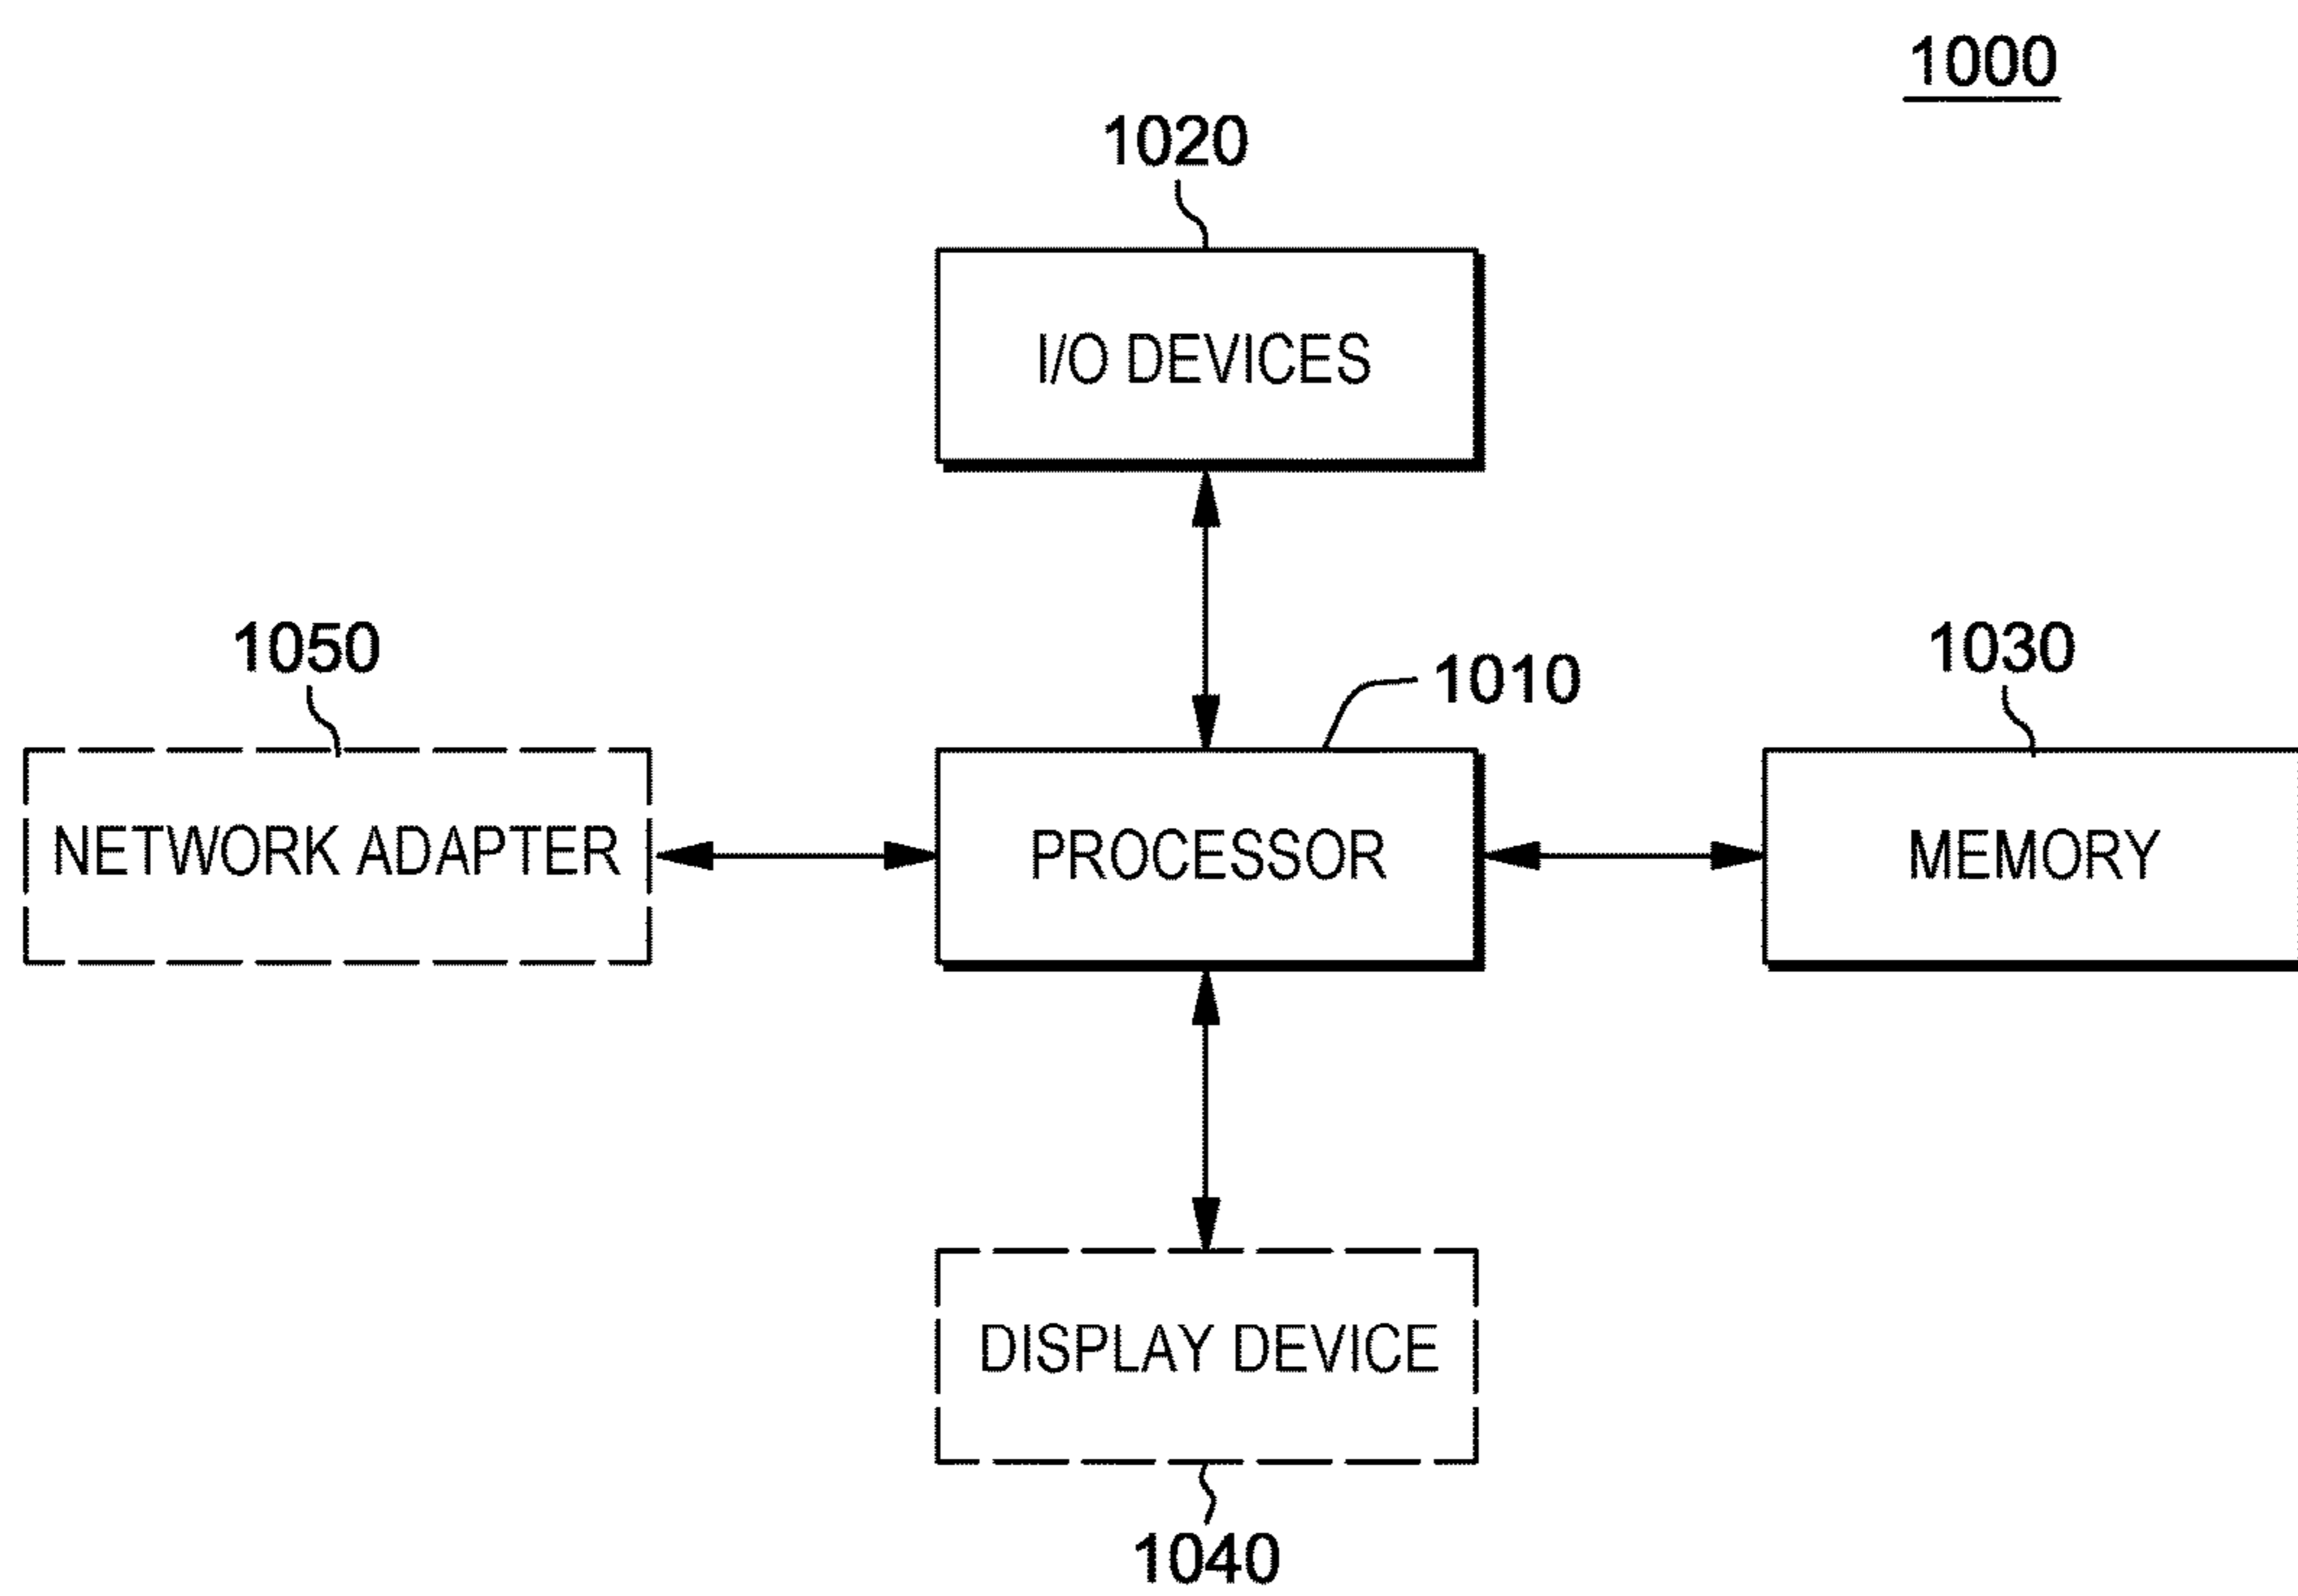 1000
1020
I/O DEVICES
1050
1010
1030
NETWORK ADAPTER
PROCESSOR
MEMORY
DISPLAY DEVICE
1040